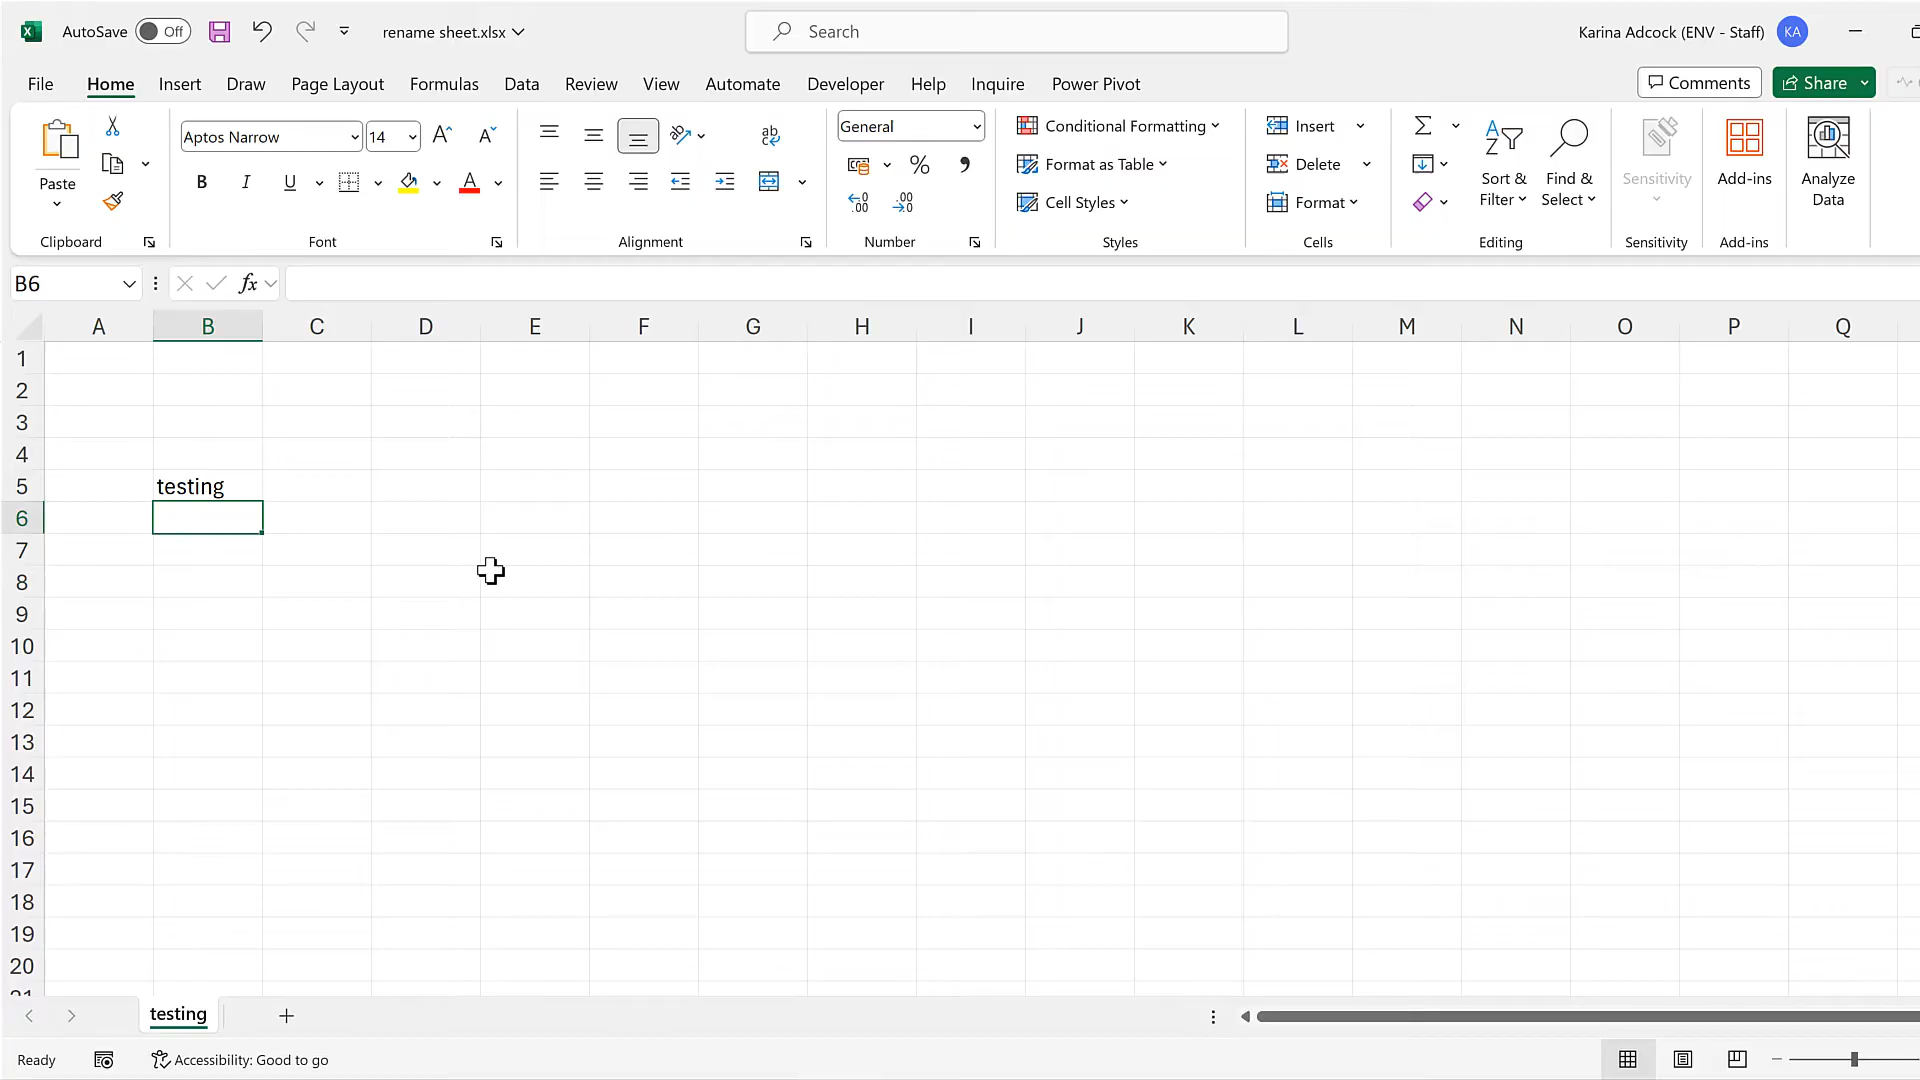 AutoSave Off rename sheet.xlsx Search Karina Adcock (ENV - Staff) KA
File Home Insert Draw Page Layout Formulas Data Review View Automate Developer Help Inquire Power Pivot Comments Share
Paste
Clipboard
Aptos Narrow 14
B I U
Font
Alignment
General
Number
Conditional Formatting
Format as Table
Cell Styles
Styles
Insert
Delete
Format
Cells
Sort & Filter
Find & Select
Editing
Sensitivity
Sensitivity
Add-ins
Add-ins
Analyze Data
B6 fx
A B C D E F G H I J K L M N O P Q
1
2
3
4
5 testing
6
7
8
9
10
11
12
13
14
15
16
17
18
19
20
21
testing
Ready Accessibility: Good to go